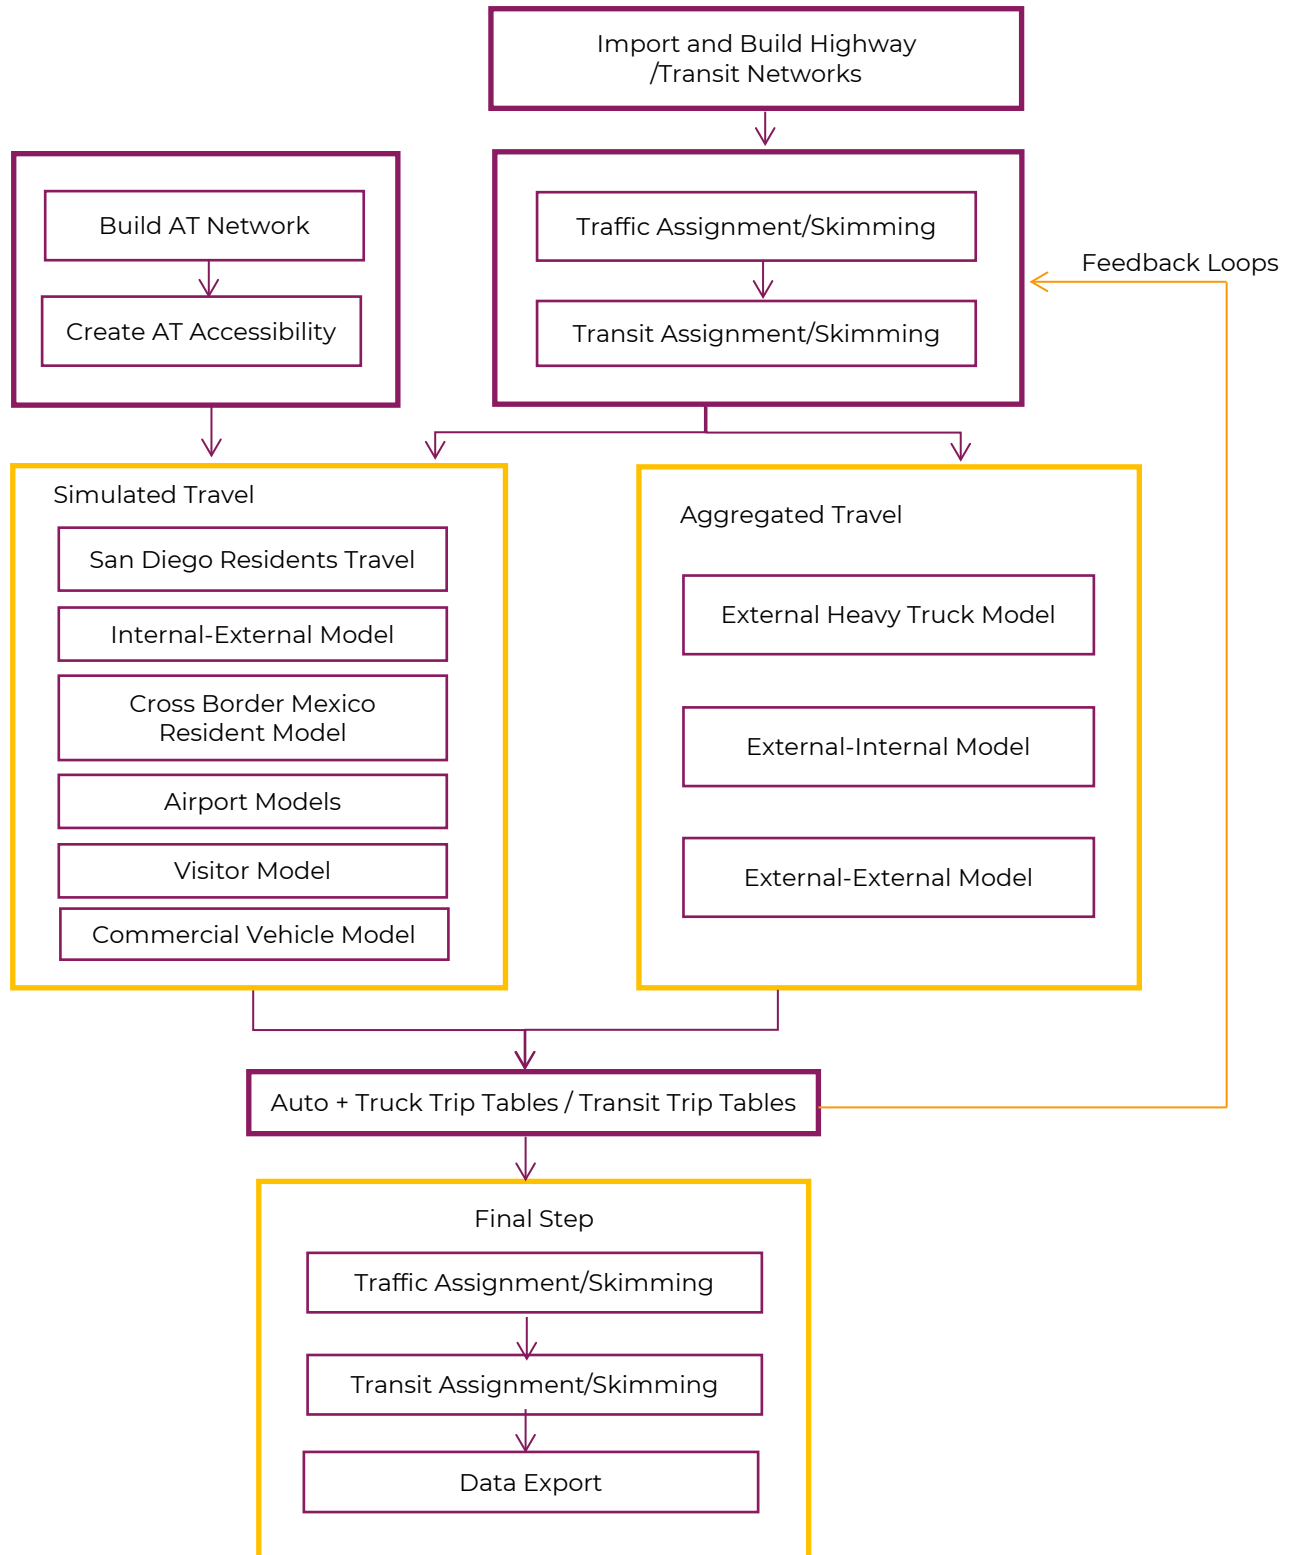 Import and Build Highway
/Transit Networks
Build AT Network
Create AT Accessibility
Traffic Assignment/Skimming
Transit Assignment/Skimming
Feedback Loops
Simulated Travel
San Diego Residents Travel
Internal-External Model
Cross Border Mexico
Resident Model
Airport Models
Visitor Model
Commercial Vehicle Model
Aggregated Travel
External Heavy Truck Model
External-Internal Model
External-External Model
Auto + Truck Trip Tables / Transit Trip Tables
Final Step
Traffic Assignment/Skimming
Transit Assignment/Skimming
Data Export